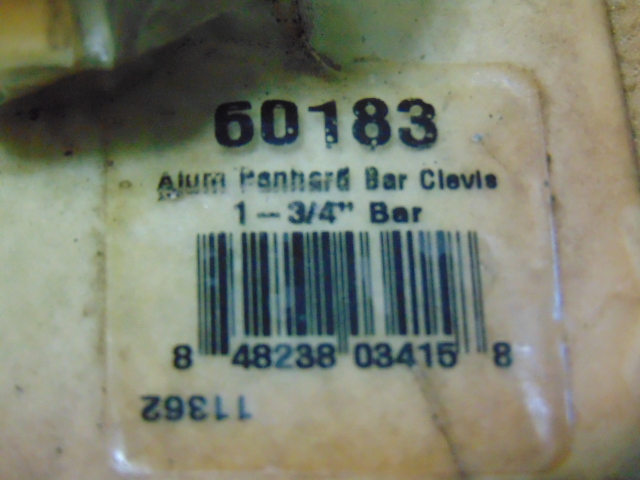 60183
Alum Panhard Bar Clevis
1-3/4" Bar
8 48238 03415 8
11362